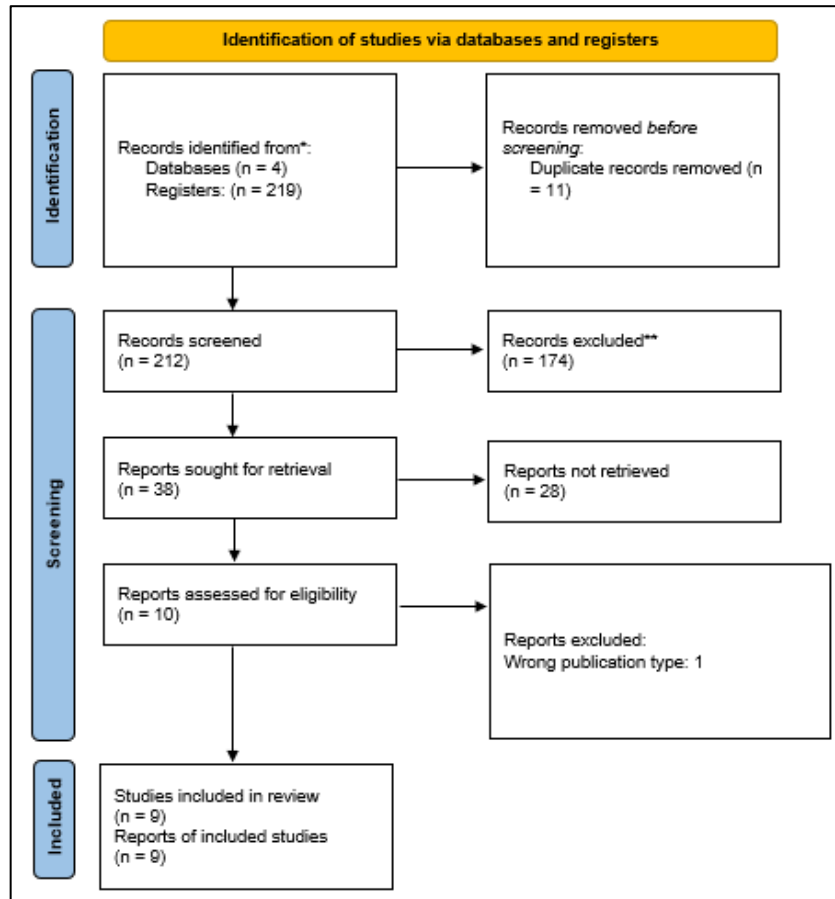 Identification of studies via databases and registers
Identification
Records identified from*:
Databases (n = 4)
Registers: (n = 219)
Records removed before
screening:
Duplicate records removed (n
= 11)
Screening
Records screened
(n = 212)
Records excluded**
(n = 174)
Reports sought for retrieval
(n = 38)
Reports not retrieved
(n = 28)
Reports assessed for eligibility
(n = 10)
Reports excluded:
Wrong publication type: 1
Included
Studies included in review
(n = 9)
Reports of included studies
(n = 9)